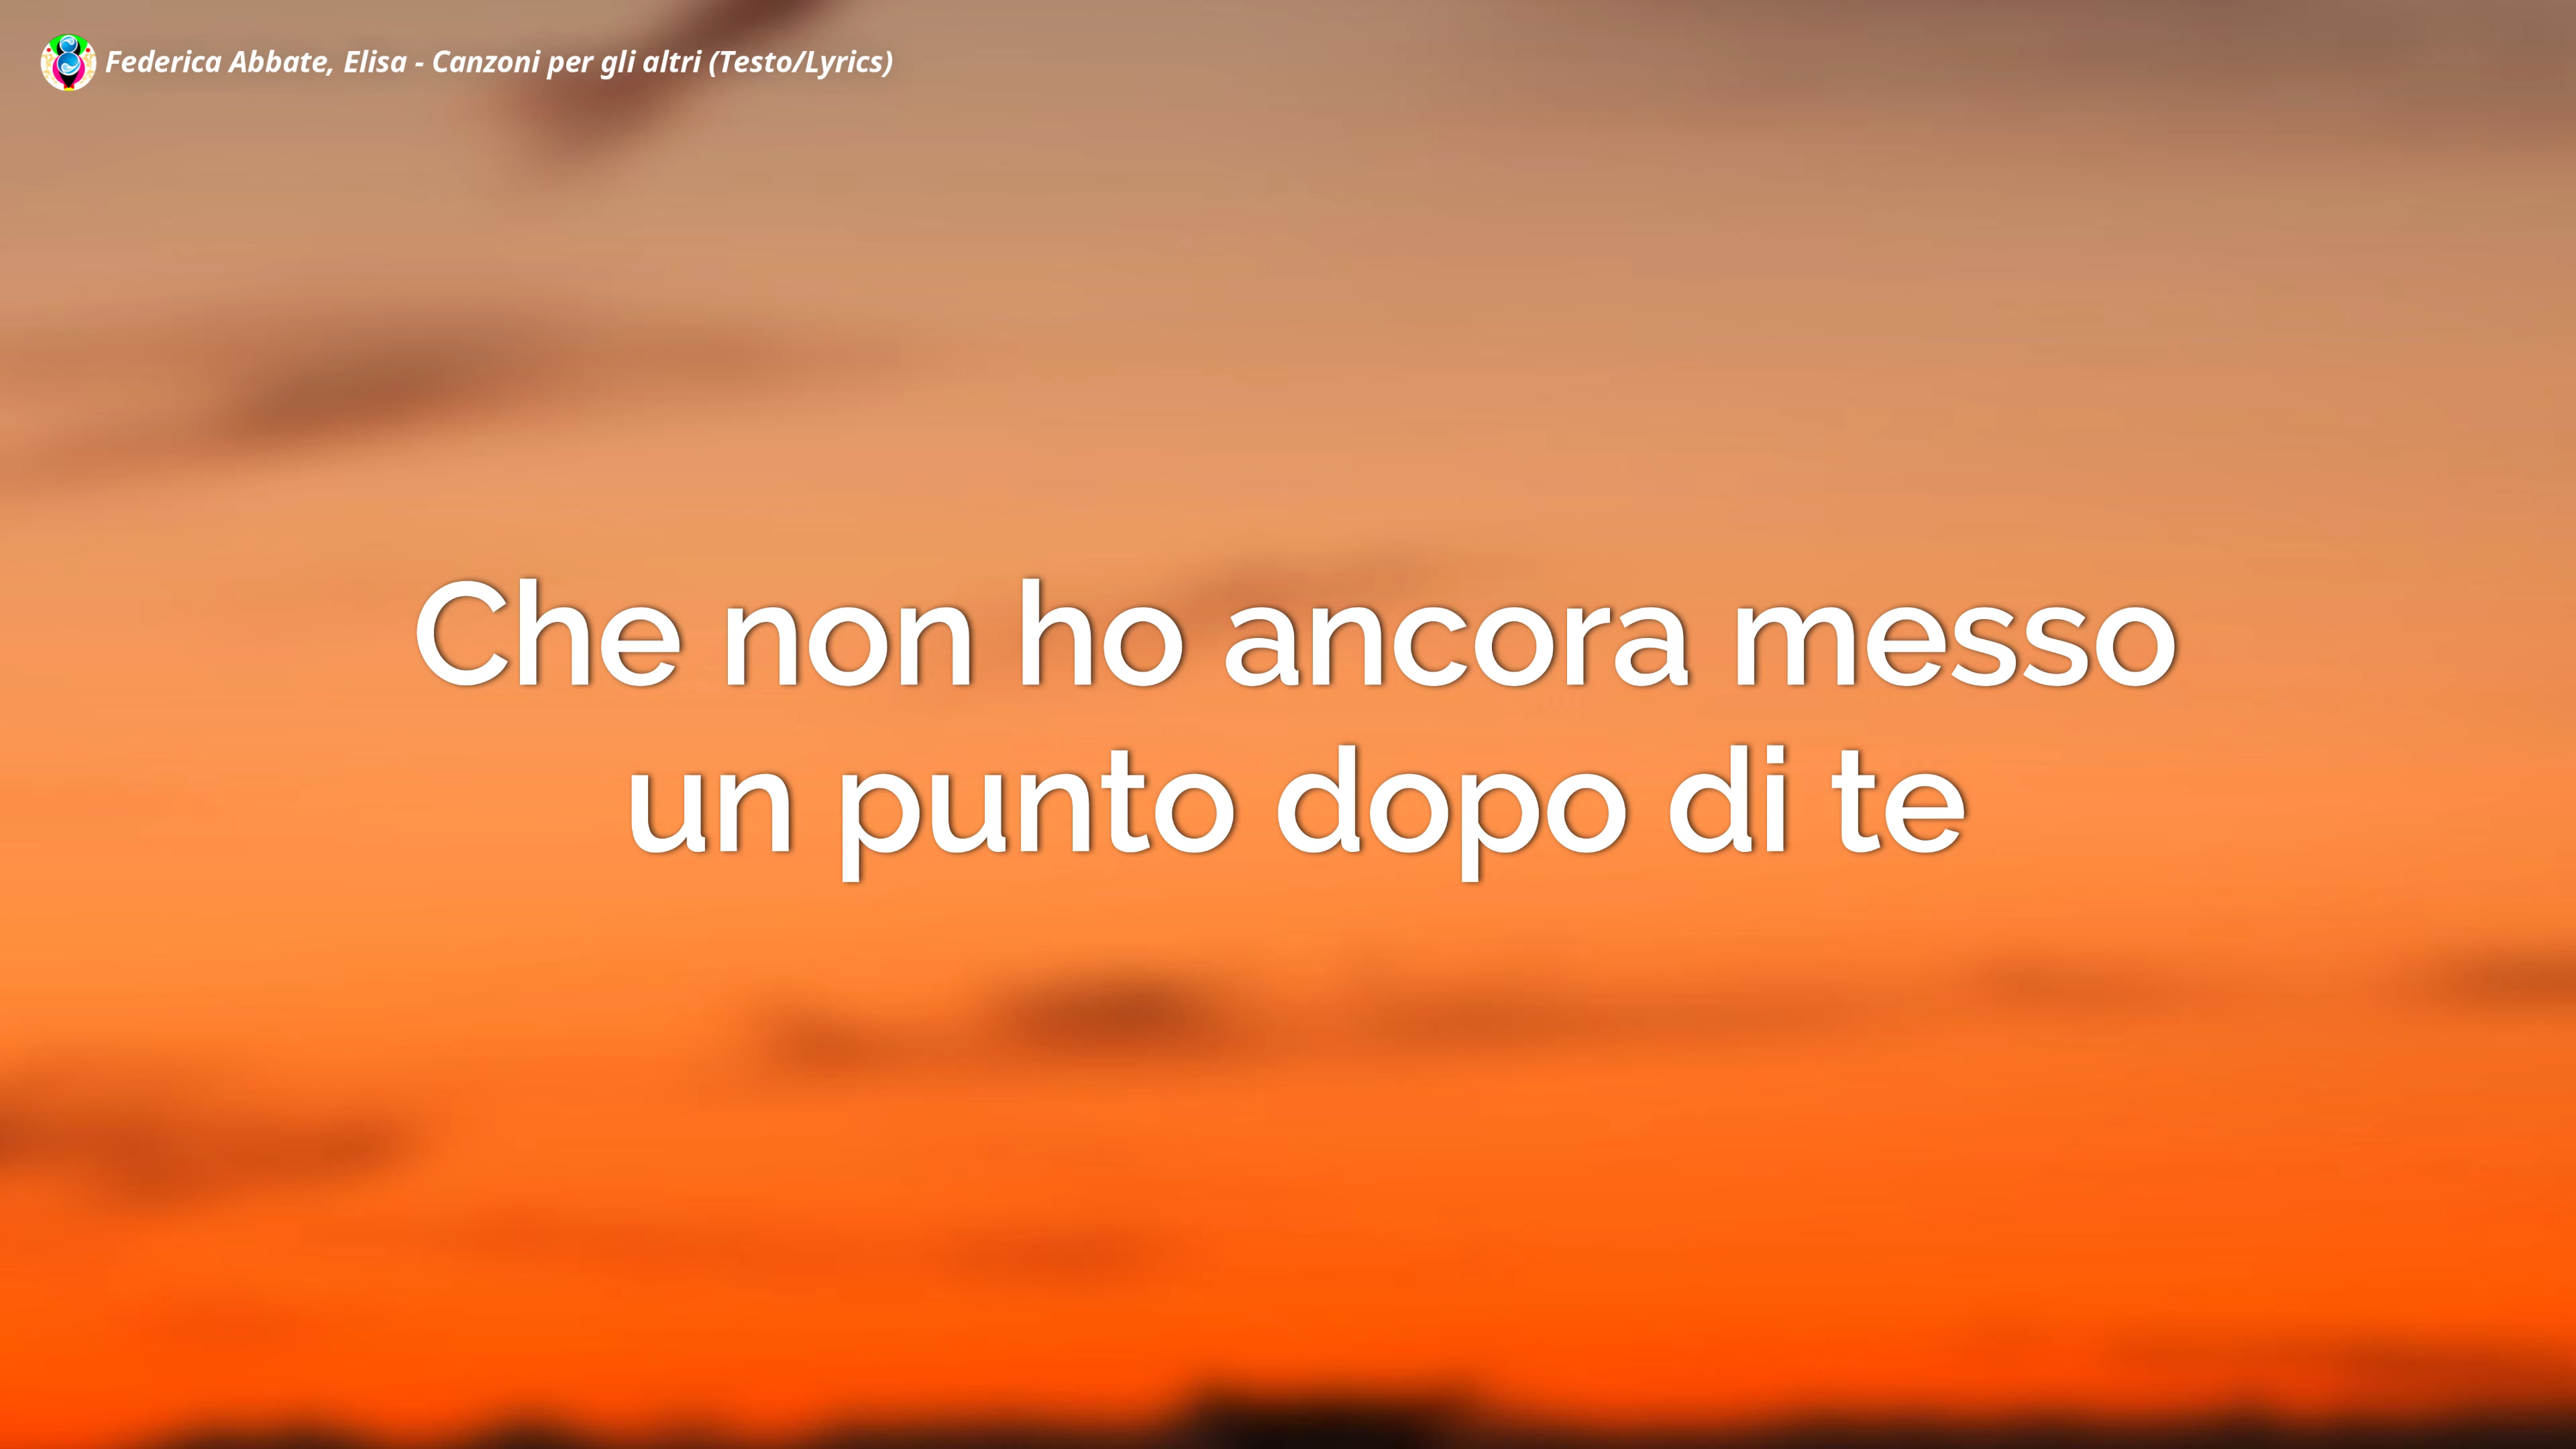 Federica Abbate, Elisa - Canzoni per gli altri (Testo/Lyrics)
Che non ho ancora messo
un punto dopo di te